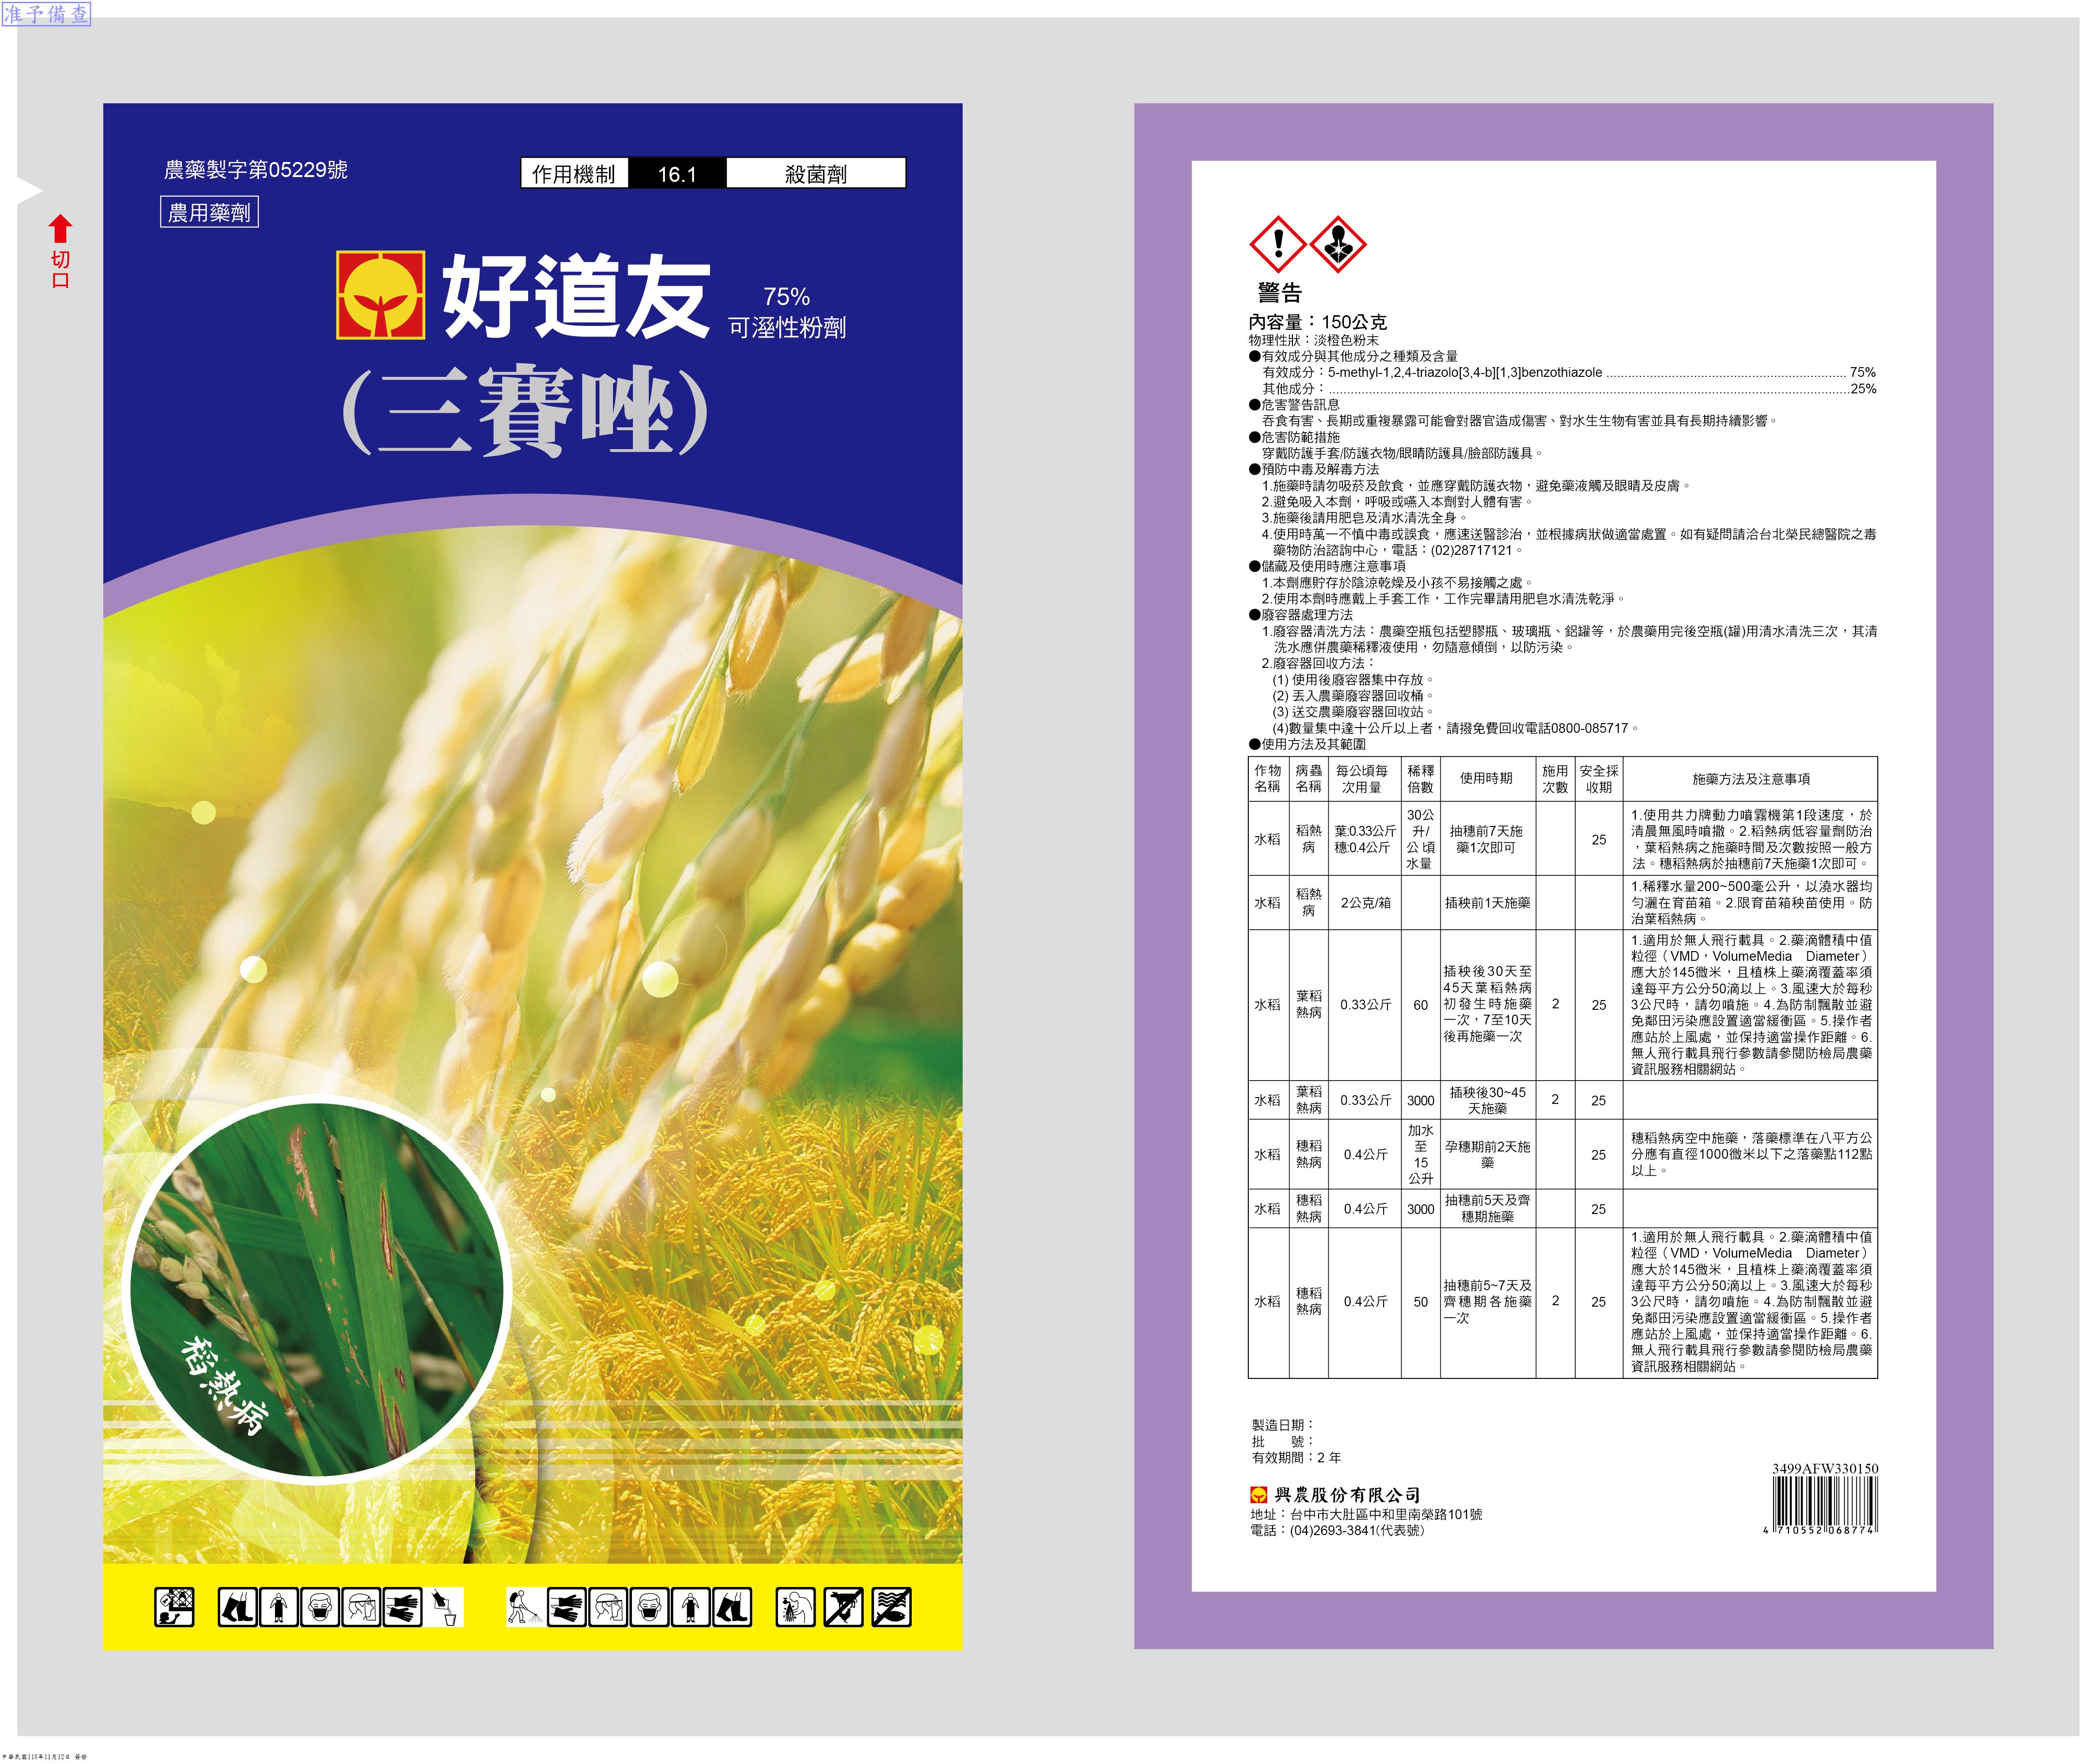 准予備查
切口
農藥製字第05229號
農用藥劑
作用機制 16.1 殺菌劑
好道友
75%
可溼性粉劑
(三賽唑)
稻熱病
警告
內容量：150公克
物理性狀：淡橙色粉末
●有效成分與其他成分之種類及含量
有效成分：5-methyl-1,2,4-triazolo[3,4-b][1,3]benzothiazole ........ 75%
其他成分： ........25%
●危害警告訊息
吞食有害、長期或重複暴露可能會對器官造成傷害、對水生生物有害並具有長期持續影響。
●危害防範措施
穿戴防護手套/防護衣物/眼睛防護具/臉部防護具。
●預防中毒及解毒方法
1.施藥時請勿吸菸及飲食，並應穿戴防護衣物，避免藥液觸及眼睛及皮膚。
2.避免吸入本劑，呼吸或嚥入本劑對人體有害。
3.施藥後請用肥皂及清水清洗全身。
4.使用時萬一不慎中毒或誤食，應速送醫診治，並根據病狀做適當處置。如有疑問請洽台北榮民總醫院之毒
藥物防治諮詢中心，電話：(02)28717121。
●儲藏及使用時應注意事項
1.本劑應貯存於陰涼乾燥及小孩不易接觸之處。
2.使用本劑時應戴上手套工作，工作完畢請用肥皂水清洗乾淨。
●廢容器處理方法
1.廢容器清洗方法：農藥空瓶包括塑膠瓶、玻璃瓶、鋁罐等，於農藥用完後空瓶(罐)用清水清洗三次，其清
洗水應併農藥稀釋液使用，勿隨意傾倒，以防污染。
2.廢容器回收方法：
(1) 使用後廢容器集中存放。
(2) 丟入農藥廢容器回收桶。
(3) 送交農藥廢容器回收站。
(4)數量集中達十公斤以上者，請撥免費回收電話0800-085717。
●使用方法及其範圍
作物名稱 病蟲名稱 每公頃每次用量 稀釋倍數 使用時期 施用次數 安全採收期 施藥方法及注意事項
水稻 稻熱病 葉:0.33公斤 穗:0.4公斤 30公升/公頃水量 抽穗前7天施藥1次即可 25
1.使用共力牌動力噴霧機第1段速度，於
清晨無風時噴撒。2.稻熱病低容量劑防治
，葉稻熱病之施藥時間及次數按照一般方
法。穗稻熱病於抽穗前7天施藥1次即可。
水稻 稻熱病 2公克/箱 插秧前1天施藥
1.稀釋水量200~500毫公升，以澆水器均
勻灑在育苗箱。2.限育苗箱秧苗使用。防
治葉稻熱病。
水稻 葉稻熱病 0.33公斤 60 插秧後30天至45天葉稻熱病初發生時施藥一次，7至10天後再施藥一次 2 25
1.適用於無人飛行載具。2.藥滴體積中值
粒徑（VMD，VolumeMedia Diameter）
應大於145微米，且植株上藥滴覆蓋率須
達每平方公分50滴以上。3.風速大於每秒
3公尺時，請勿噴施。4.為防制飄散並避
免鄰田污染應設置適當緩衝區。5.操作者
應站於上風處，並保持適當操作距離。6.
無人飛行載具飛行參數請參閱防檢局農藥
資訊服務相關網站。
水稻 葉稻熱病 0.33公斤 3000 插秧後30~45天施藥 2 25
水稻 穗稻熱病 0.4公斤 加水至15公升 孕穗期前2天施藥 25
穗稻熱病空中施藥，落藥標準在八平方公
分應有直徑1000微米以下之落藥點112點
以上。
水稻 穗稻熱病 0.4公斤 3000 抽穗前5天及齊穗期施藥 25
水稻 穗稻熱病 0.4公斤 50 抽穗前5~7天及齊穗期各施藥一次 2 25
1.適用於無人飛行載具。2.藥滴體積中值
粒徑（VMD，VolumeMedia Diameter）
應大於145微米，且植株上藥滴覆蓋率須
達每平方公分50滴以上。3.風速大於每秒
3公尺時，請勿噴施。4.為防制飄散並避
免鄰田污染應設置適當緩衝區。5.操作者
應站於上風處，並保持適當操作距離。6.
無人飛行載具飛行參數請參閱防檢局農藥
資訊服務相關網站。
製造日期：
批　　號：
有效期間：2 年
興農股份有限公司
地址：台中市大肚區中和里南榮路101號
電話：(04)2693-3841(代表號)
3499AFW330150
4 710552 068774
中華民國110年11月12日 簽發